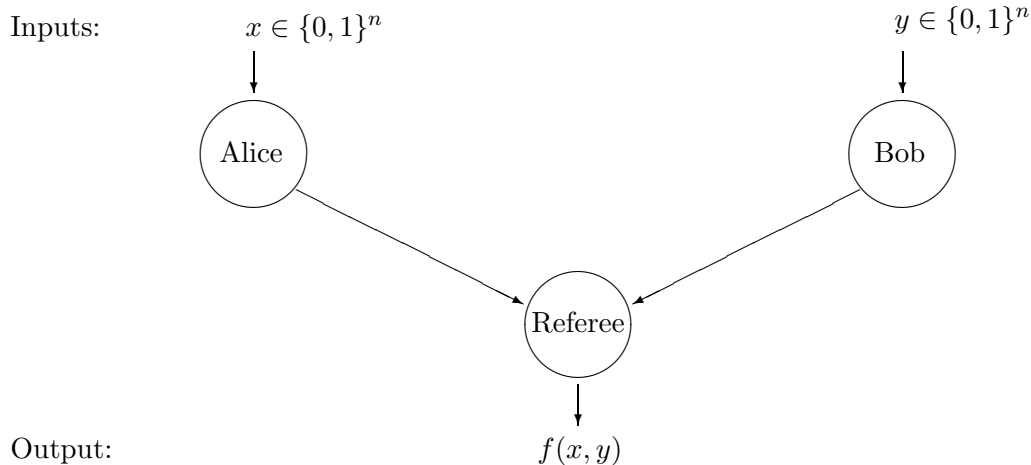 Inputs: x ∈ {0, 1}ⁿ y ∈ {0, 1}ⁿ
Alice Bob
Referee
Output: f(x, y)